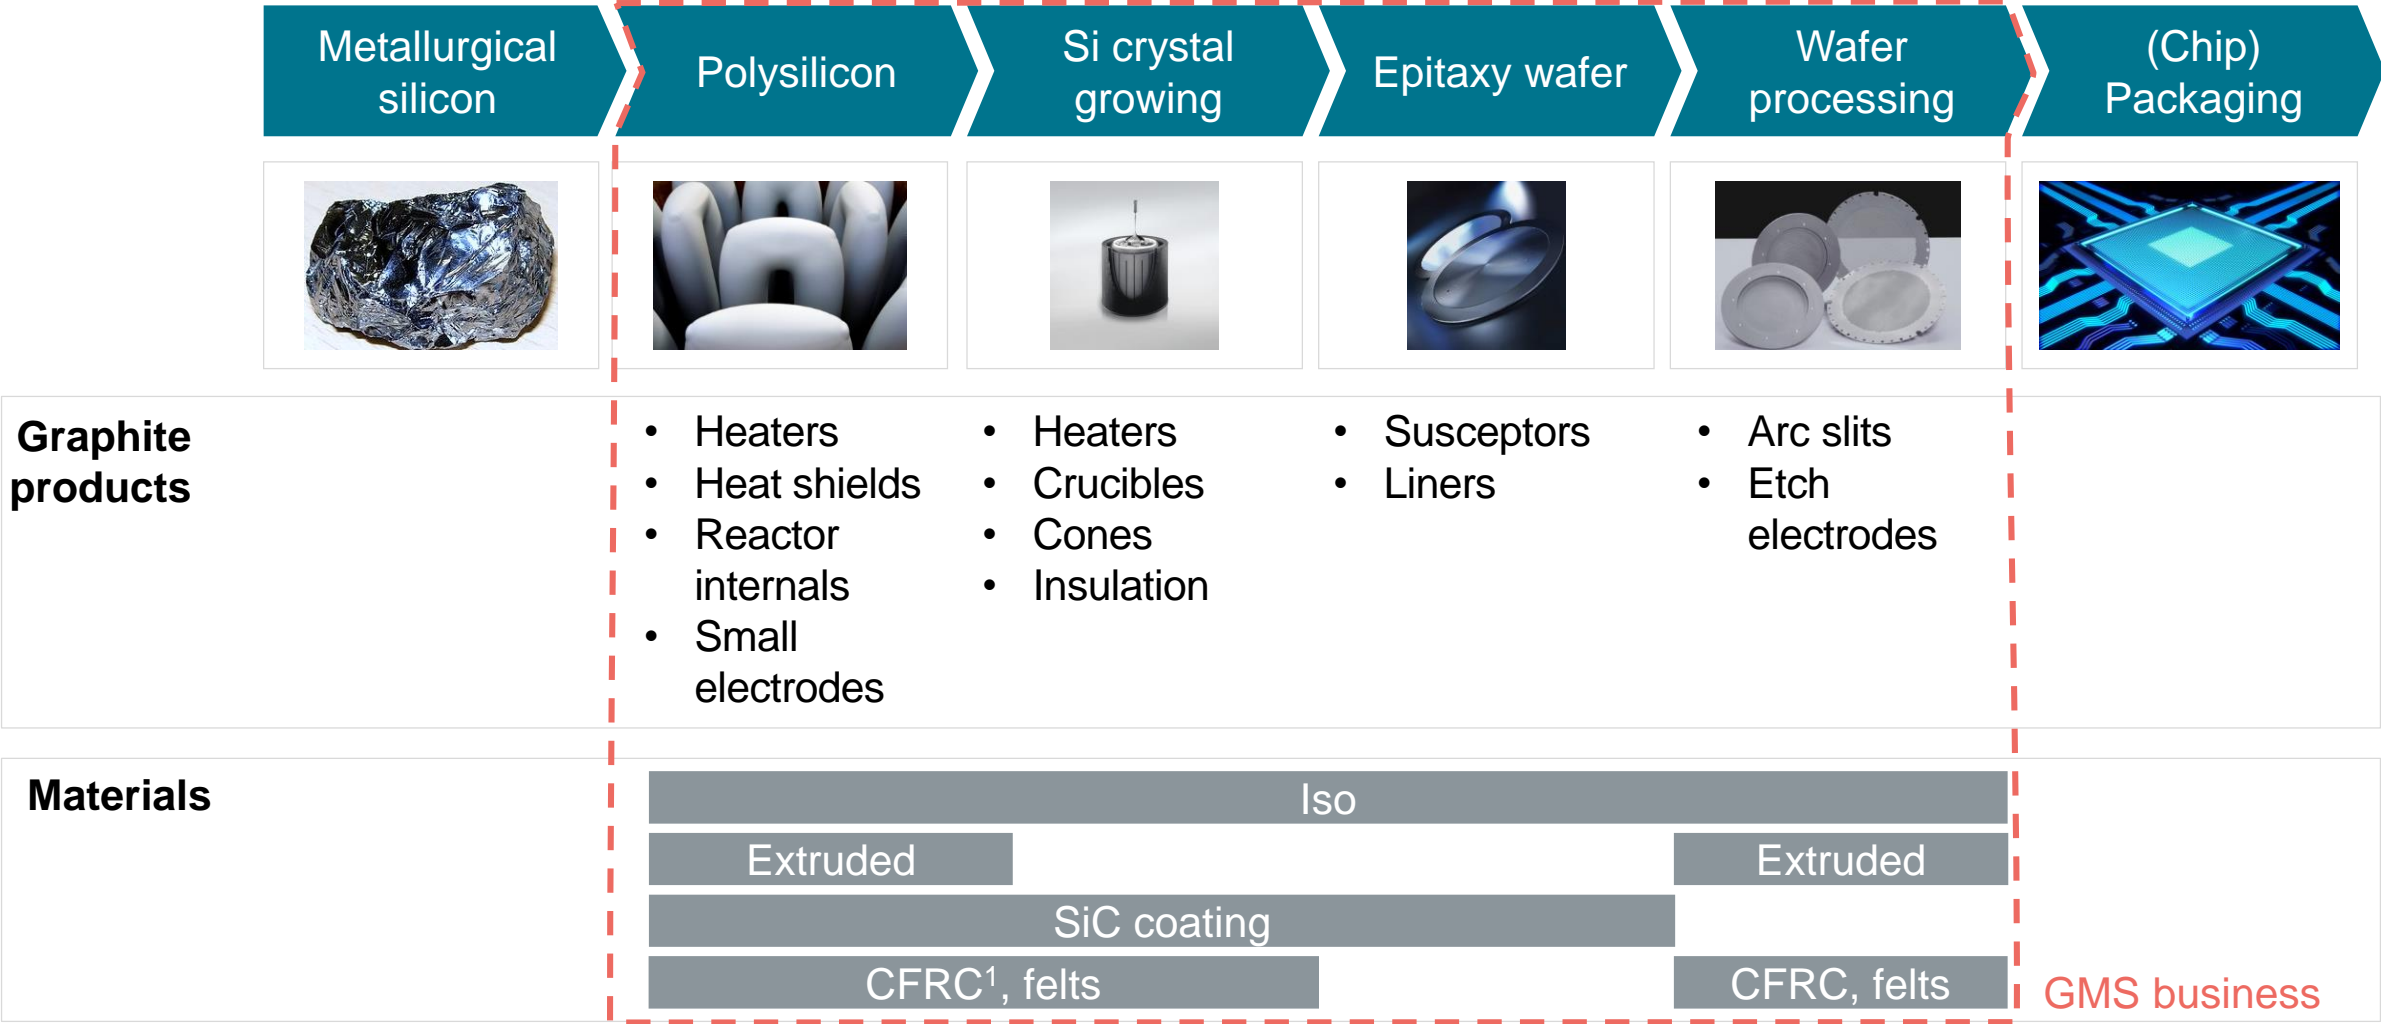 Metallurgical
silicon
Polysilicon
Si crystal
growing
Epitaxy wafer
Wafer
processing
(Chip)
Packaging
Graphite
products
• Heaters
• Heat shields
• Reactor
internals
• Small
electrodes
• Heaters
• Crucibles
• Cones
• Insulation
• Susceptors
• Liners
• Arc slits
• Etch
electrodes
Materials
Iso
Extruded
Extruded
SiC coating
CFRC¹, felts
CFRC, felts
GMS business